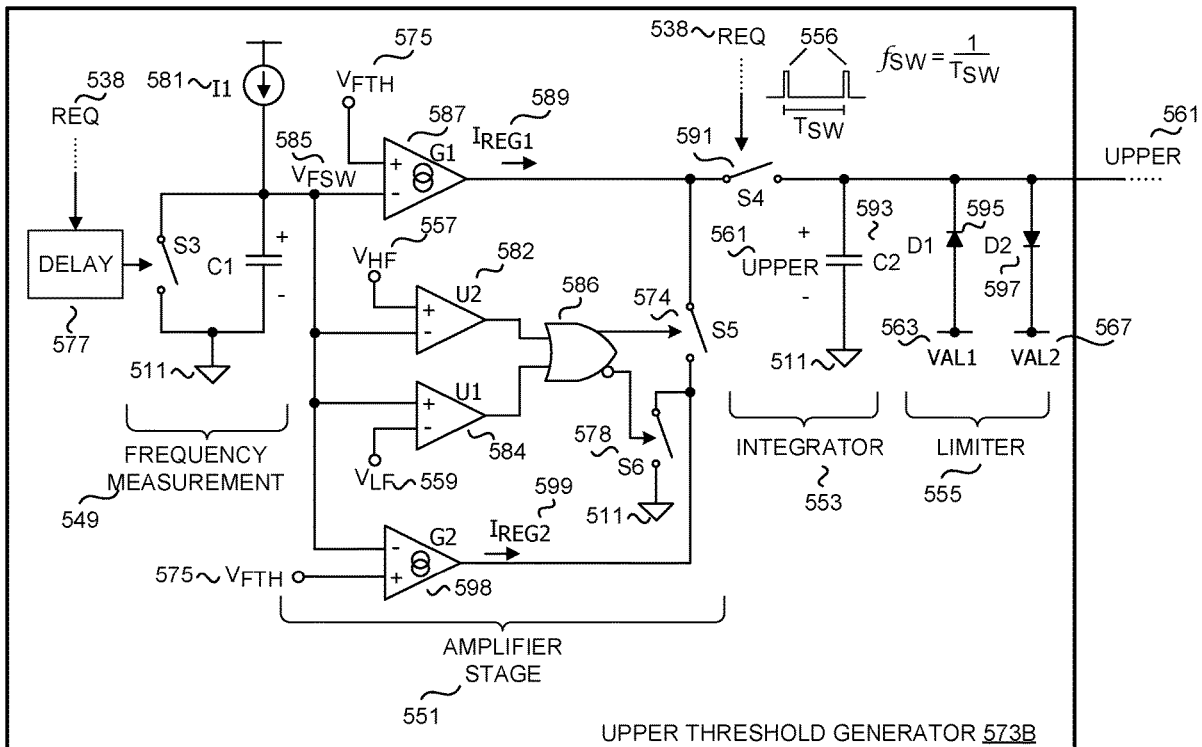 538 REQ
556
fSW = 1/TSW
TSW
575
VFTH
581 I1
538
REQ
587
G1
589
IREG1
585
VFSW
+
-
591
S4
561
UPPER
DELAY
577
S3
C1
+
-
511
557
VHF
582
U2
+
-
586
574
S5
561 UPPER
+
-
593
C2
511
595
D1
D2
597
563 VAL1
VAL2 567
U1
+
-
584
VLF 559
578
S6
511
FREQUENCY
MEASUREMENT
549
INTEGRATOR
553
LIMITER
555
599
IREG2
G2
-
+
598
575 VFTH
AMPLIFIER
STAGE
551
UPPER THRESHOLD GENERATOR 573B